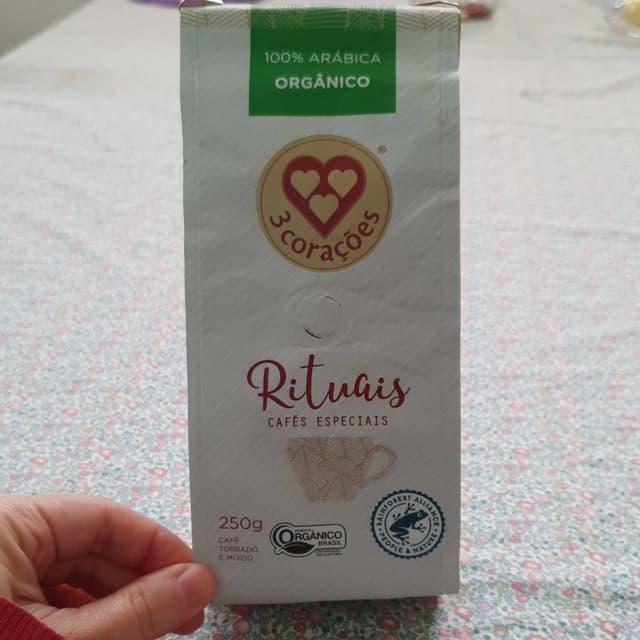 100% ARÁBICA
ORGÂNICO
®
3 corações
Rituais
CAFÉS ESPECIAIS
250g
CAFÉ
TORRADO
E MOÍDO
ORGÂNICO
BRASIL
RAINFOREST ALLIANCE
PEOPLE & NATURE